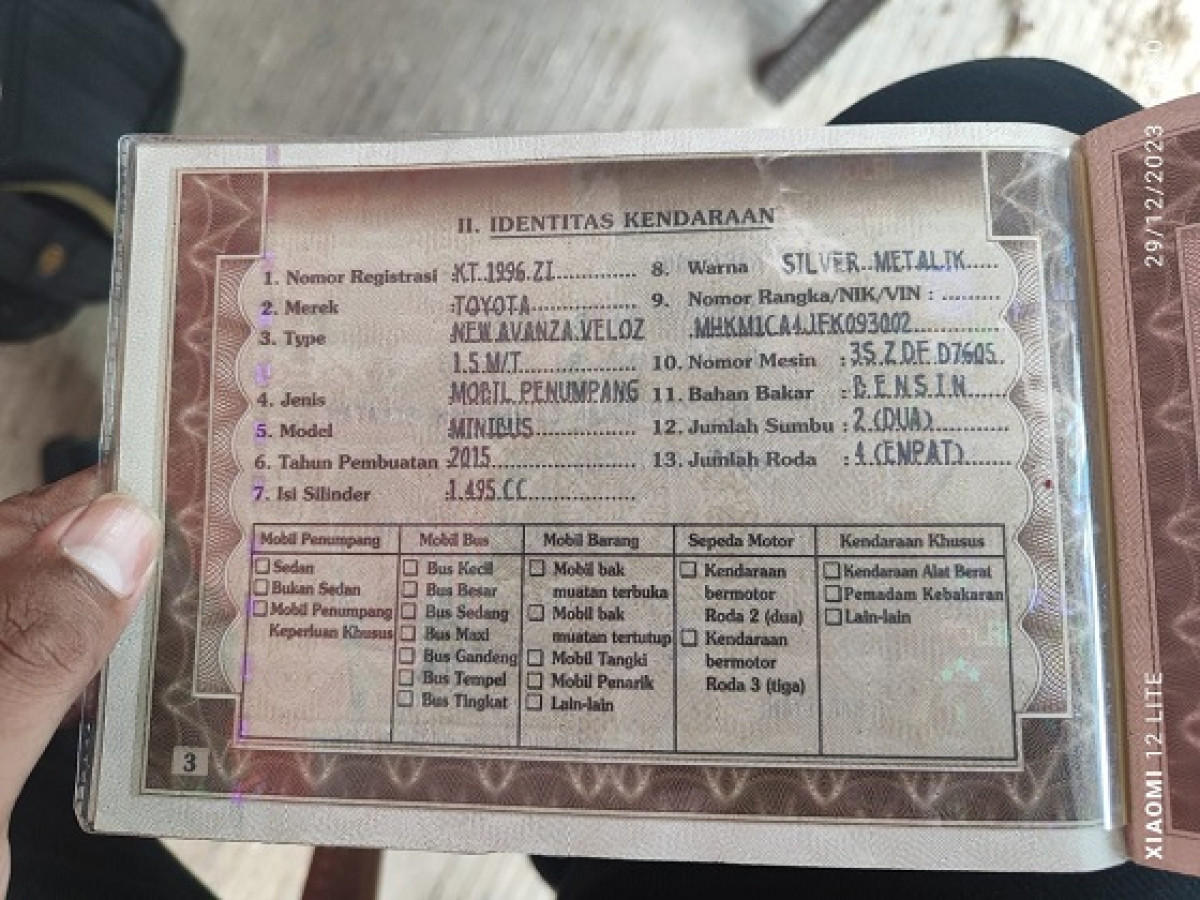 II. IDENTITAS KENDARAAN
1. Nomor Registrasi : KT.1996.ZI
2. Merek : TOYOTA
3. Type NEW.AVANZA.VELOZ
1.5.M/T
4. Jenis MOBIL PENUMPANG
5. Model MINIBUS
6. Tahun Pembuatan : 2015
7. Isi Silinder : 1.495.CC
8. Warna SILVER METALIK
9. Nomor Rangka/NIK/VIN :
MHKM1CA4JFK093002
10. Nomor Mesin : 3SZDFD7605
11. Bahan Bakar : BENSIN
12. Jumlah Sumbu : 2 (DUA)
13. Jumlah Roda : 4 (EMPAT)
Mobil Penumpang
Sedan
Bukan Sedan
Mobil Penumpang
Keperluan Khusus
Mobil Bus
Bus Kecil
Bus Besar
Bus Sedang
Bus Maxi
Bus Gandeng
Bus Tempel
Bus Tingkat
Mobil Barang
Mobil bak
muatan terbuka
Mobil bak
muatan tertutup
Mobil Tangki
Mobil Penarik
Lain-lain
Sepeda Motor
Kendaraan
bermotor
Roda 2 (dua)
Kendaraan
bermotor
Roda 3 (tiga)
Kendaraan Khusus
Kendaraan Alat Berat
Pemadam Kebakaran
Lain-lain
3
XIAOMI 12 LITE
29/12/2023